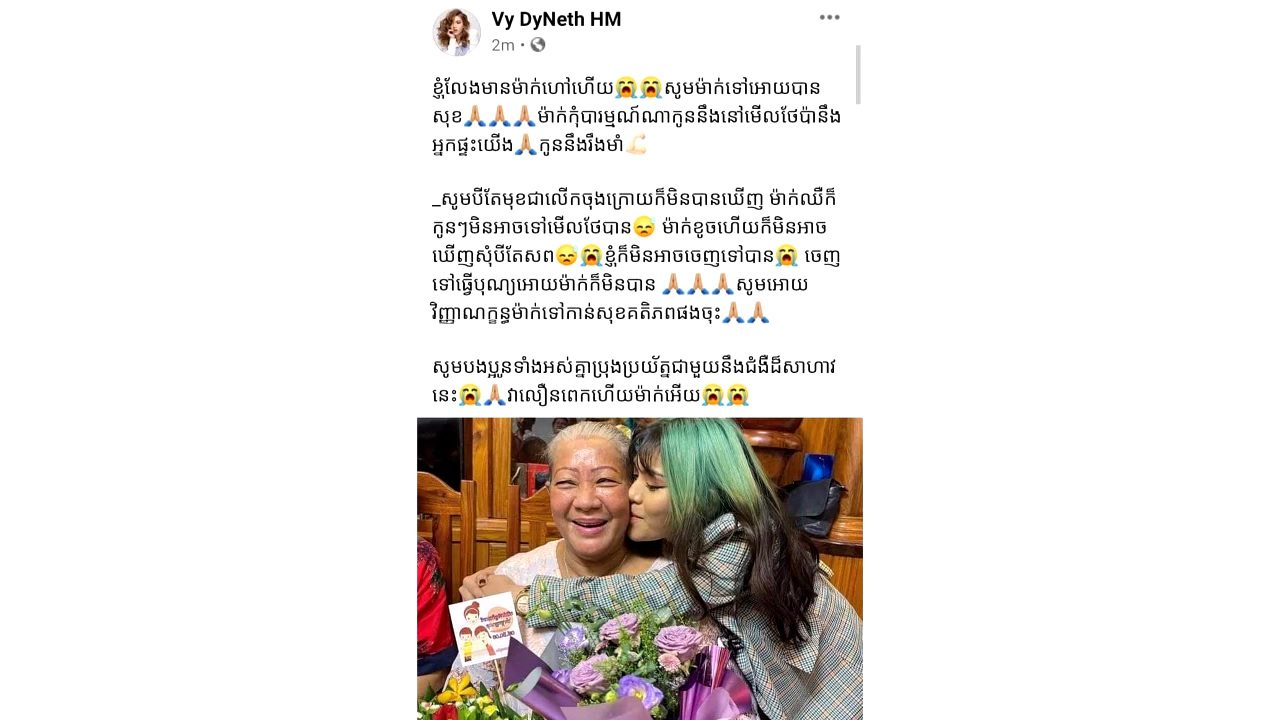 Vy DyNeth HM
2m •
ខ្ញុំលែងមានម៉ាក់ហៅហើយ😭😭សូមម៉ាក់ទៅអោយបាន
សុខ🙏🏼🙏🏼🙏🏼ម៉ាក់កុំបារម្មណ៍ណាកូននឹងនៅមើលថែប៉ានឹង
អ្នកផ្ទះយើង🙏🏼កូននឹងរឹងមាំ💪🏻
_សូមបីតែមុខជាលើកចុងក្រោយក៏មិនបានឃើញ ម៉ាក់ឈឺក៏
កូនៗមិនអាចទៅមើលថែបាន😓 ម៉ាក់ខូចហើយក៏មិនអាច
ឃើញសុំបីតែសព😓😭ខ្ញុំក៏មិនអាចចេញទៅបាន😭 ចេញ
ទៅធ្វើបុណ្យអោយម៉ាក់ក៏មិនបាន 🙏🏼🙏🏼🙏🏼សូមអោយ
វិញ្ញាណក្ខន្ធម៉ាក់ទៅកាន់សុខគតិភពផងចុះ🙏🏼🙏🏼
សូមបងប្អូនទាំងអស់គ្នាប្រុងប្រយ័ត្នជាមួយនឹងជំងឺដ៏សាហាវ
នេះ😭🙏🏼វាលឿនពេកហើយម៉ាក់អើយ😭😭